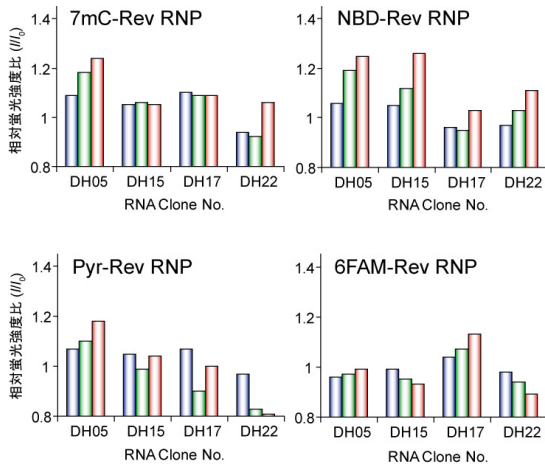 7mC-Rev RNP
相対蛍光強度比 (I/I0)
1.4
1.2
1
0.8
DH05 DH15 DH17 DH22
RNA Clone No.
NBD-Rev RNP
1.4
1.2
1
0.8
DH05 DH15 DH17 DH22
RNA Clone No.
Pyr-Rev RNP
相対蛍光強度比 (I/I0)
1.4
1.2
1
0.8
DH05 DH15 DH17 DH22
RNA Clone No.
6FAM-Rev RNP
1.4
1.2
1
0.8
DH05 DH15 DH17 DH22
RNA Clone No.